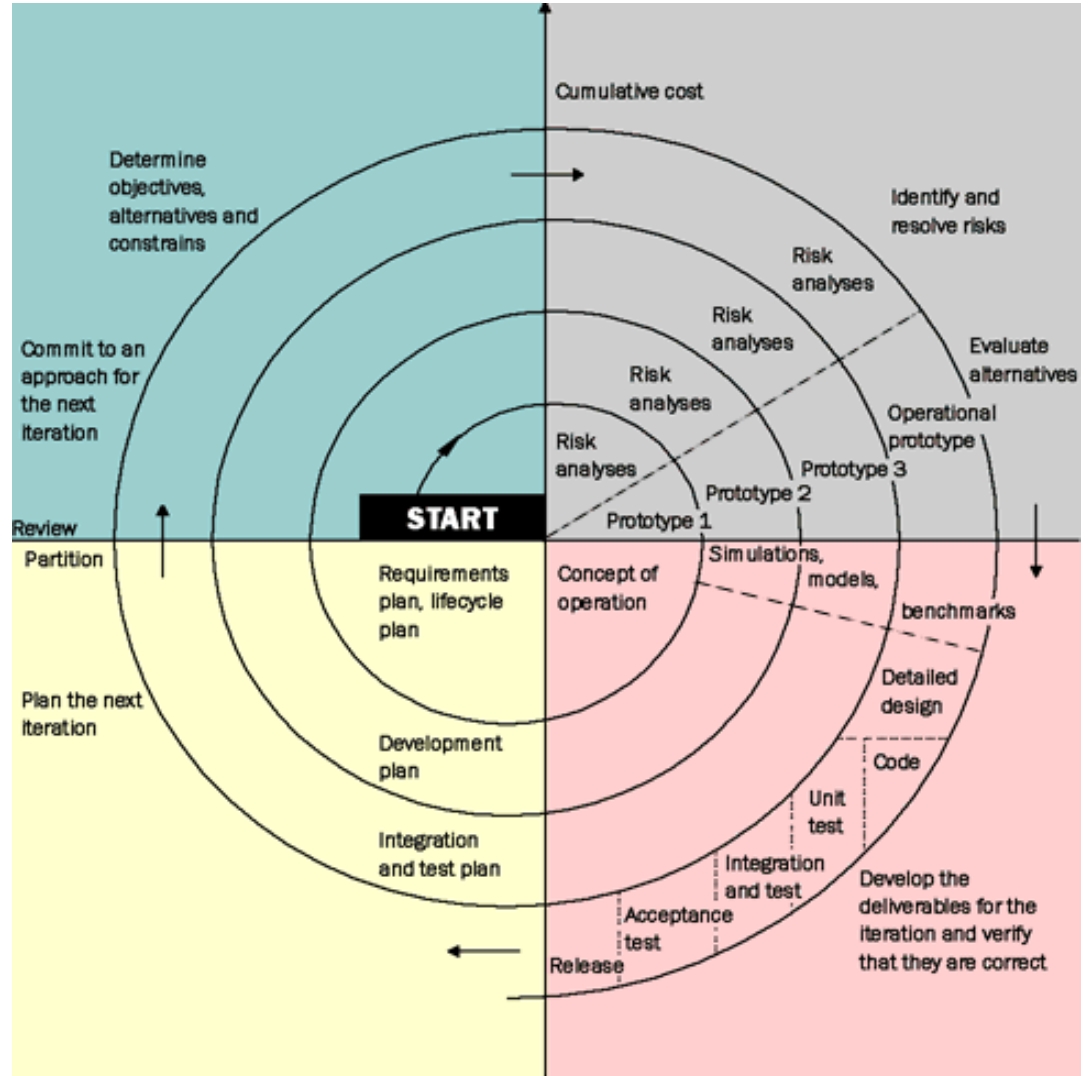 Cumulative cost
Determine
objectives,
alternatives and
constrains
Identify and
resolve risks
Risk
analyses
Risk
analyses
Risk
analyses
Risk
analyses
Commit to an
approach for
the next
iteration
Evaluate
alternatives
Operational
prototype
Prototype 3
Prototype 2
Prototype 1
START
Review
Partition
Requirements
plan, lifecycle
plan
Concept of
operation
Simulations,
models,
benchmarks
Plan the next
iteration
Development
plan
Integration
and test plan
Detailed
design
Code
Unit
test
Integration
and test
Acceptance
test
Release
Develop the
deliverables for the
iteration and verify
that they are correct